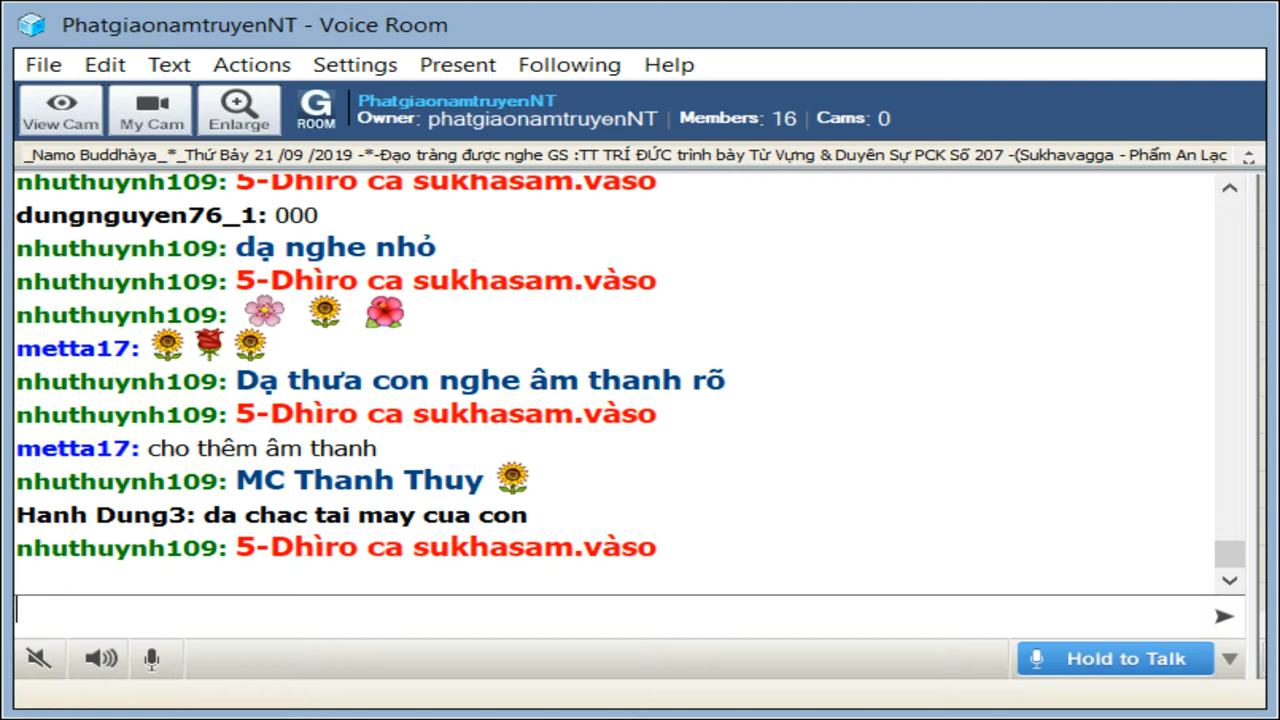 PhatgiaonamtruyenNT - Voice Room
File Edit Text Actions Settings Present Following Help
View Cam My Cam Enlarge G ROOM
PhatgiaonamtruyenNT
Owner: phatgiaonamtruyenNT | Members: 16 | Cams: 0
_Namo Buddhàya_*_Thứ Bảy 21 /09 /2019 -*-Đạo tràng được nghe GS :TT TRÍ ĐỨC trình bày Từ Vựng & Duyên Sự PCK Số 207 -(Sukhavagga - Phẩm An Lạc
nhuthuynh109: 5-Dhìro ca sukhasam.vàso
dungnguyen76_1: 000
nhuthuynh109: dạ nghe nhỏ
nhuthuynh109: 5-Dhìro ca sukhasam.vàso
nhuthuynh109:
metta17:
nhuthuynh109: Dạ thưa con nghe âm thanh rõ
nhuthuynh109: 5-Dhìro ca sukhasam.vàso
metta17: cho thêm âm thanh
nhuthuynh109: MC Thanh Thuy
Hanh Dung3: da chac tai may cua con
nhuthuynh109: 5-Dhìro ca sukhasam.vàso
Hold to Talk